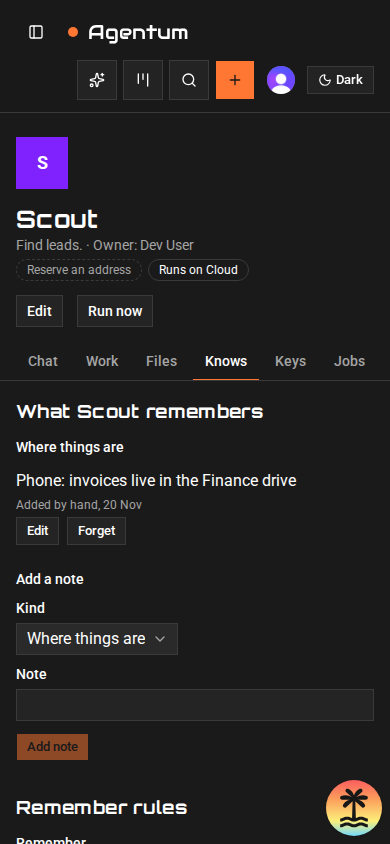 Agentum
Dark
S
Scout
Find leads. · Owner: Dev User
Reserve an address
Runs on Cloud
Edit
Run now
Chat
Work
Files
Knows
Keys
Jobs
What Scout remembers
Where things are
Phone: invoices live in the Finance drive
Added by hand, 20 Nov
Edit
Forget
Add a note
Kind
Where things are
Note
Add note
Remember rules
Remember